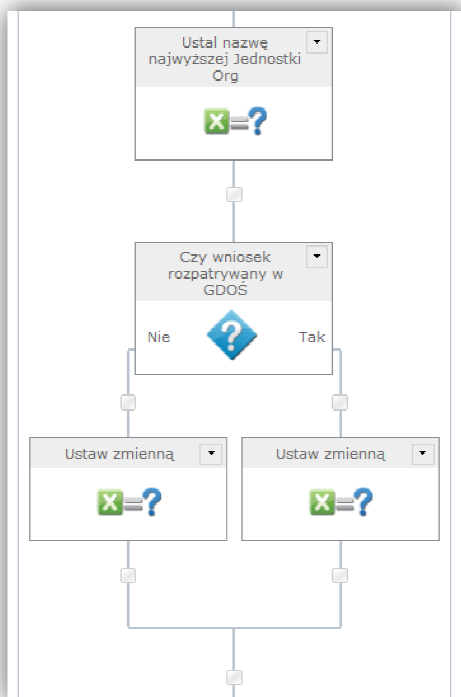 Ustal nazwę
najwyższej Jednostki
Org
X=?
Czy wniosek
rozpatrywany w
GDOŚ
Nie
?
Tak
Ustaw zmienną
Ustaw zmienną
X=?
X=?